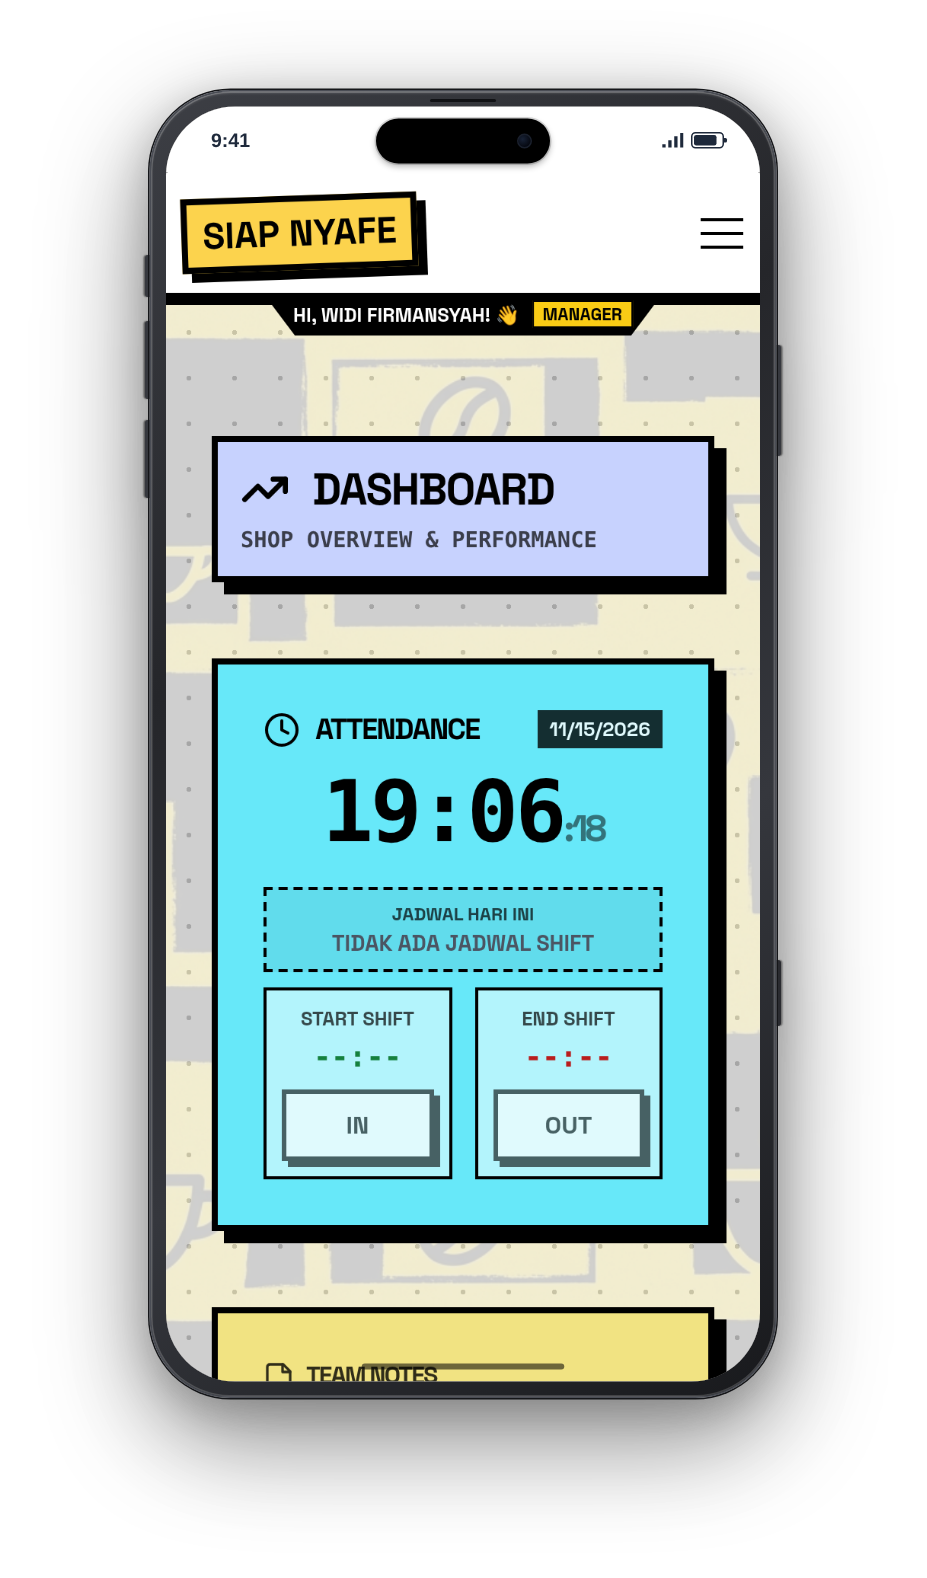 9:41
SIAP NYAFE
HI, WIDI FIRMANSYAH! 👋 MANAGER
DASHBOARD
SHOP OVERVIEW & PERFORMANCE
ATTENDANCE 11/15/2026
19:06:18
JADWAL HARI INI
TIDAK ADA JADWAL SHIFT
START SHIFT END SHIFT
--:-- --:--
IN OUT
TEAM NOTES